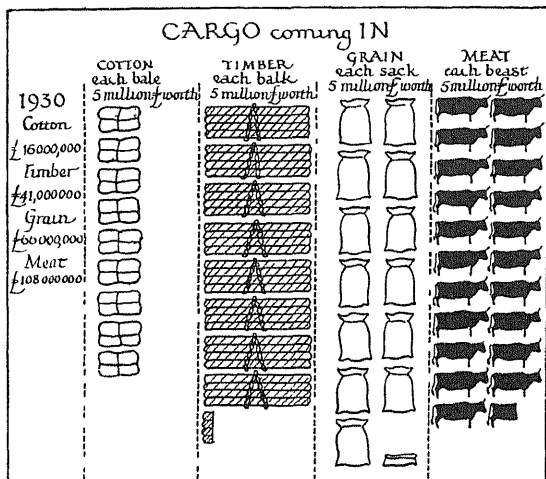 CARGO coming IN
COTTON
each bale
5 million£ worth
TIMBER
each balk
5 million£ worth
GRAIN
each sack
5 million£ worth
MEAT
each beast
5 million£ worth
1930
Cotton
£16000,000
Timber
£41,000000
Grain
£66000,000
Meat
£108000000